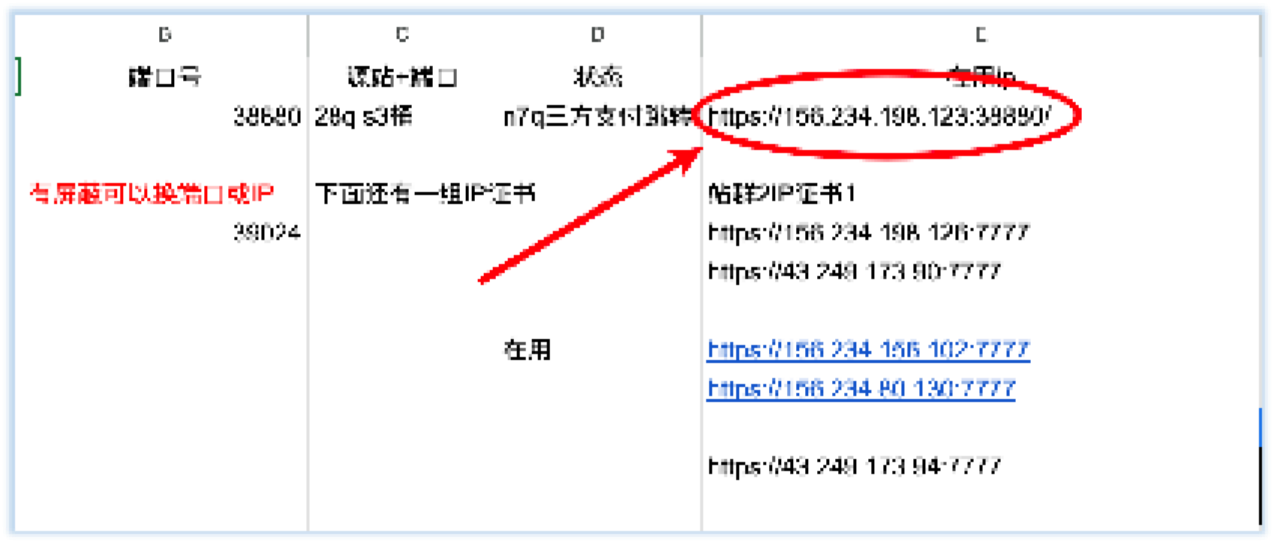 B C D E
端口号 源站+端口 状态 在用Ip
38880 28q s3桶 n7q三方支付跳转 https://156.234.198.123:38880/
有屏蔽可以换端口或IP 下面还有一组IP证书 站群2IP证书1
39024 https://156.234.198.126:7777
https://43.249.173.90:7777
在用 https://156.234.156.102:7777
https://156.234.80.130:7777
https://43.249.173.94:7777